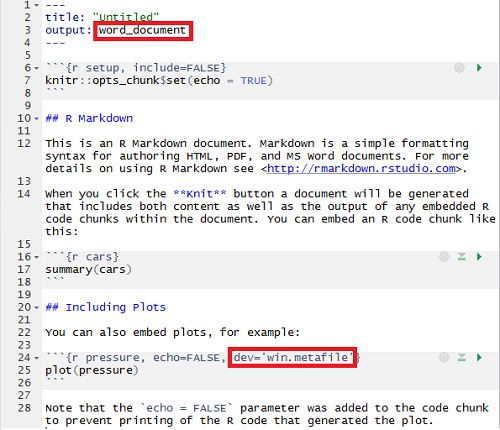 1 ---
2 title: "Untitled"
3 output: word_document
4 ---
5
6 ```{r setup, include=FALSE}
7 knitr::opts_chunk$set(echo = TRUE)
8 ```
9
10 ## R Markdown
11
12 This is an R Markdown document. Markdown is a simple formatting
syntax for authoring HTML, PDF, and MS Word documents. For more
details on using R Markdown see <http://rmarkdown.rstudio.com>.
13
14 When you click the **Knit** button a document will be generated
that includes both content as well as the output of any embedded R
code chunks within the document. You can embed an R code chunk like
this:
15
16 ```{r cars}
17 summary(cars)
18 ```
19
20 ## Including Plots
21
22 You can also embed plots, for example:
23
24 ```{r pressure, echo=FALSE, dev='win.metafile'}
25 plot(pressure)
26 ```
27
28 Note that the `echo = FALSE` parameter was added to the code chunk
to prevent printing of the R code that generated the plot.